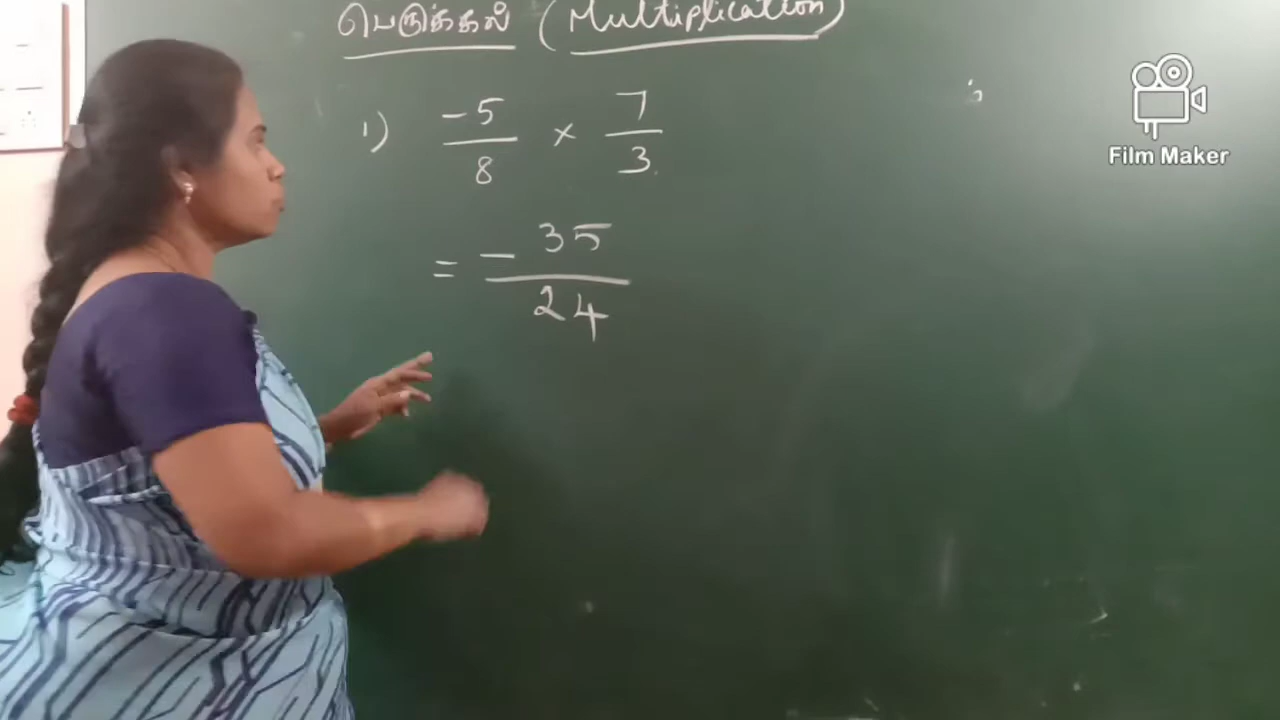 பெருக்கல் (Multiplication)
1) -5/8 × 7/3
= -35/24
Film Maker